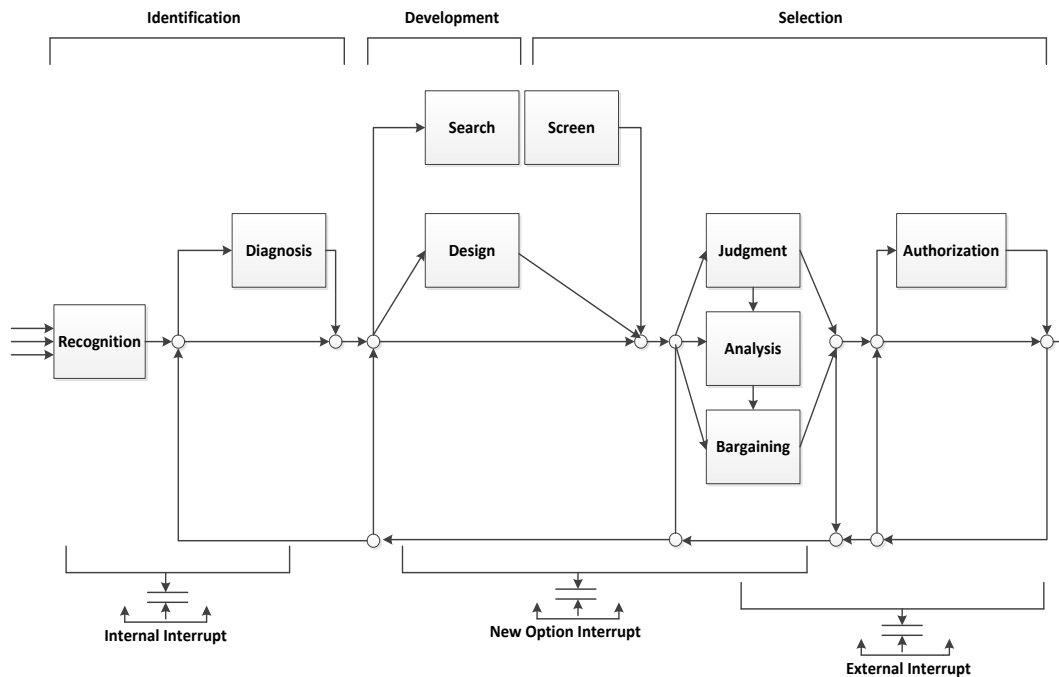 Identification
Development
Selection
Search
Screen
Diagnosis
Design
Judgment
Authorization
Recognition
Analysis
Bargaining
Internal Interrupt
New Option Interrupt
External Interrupt